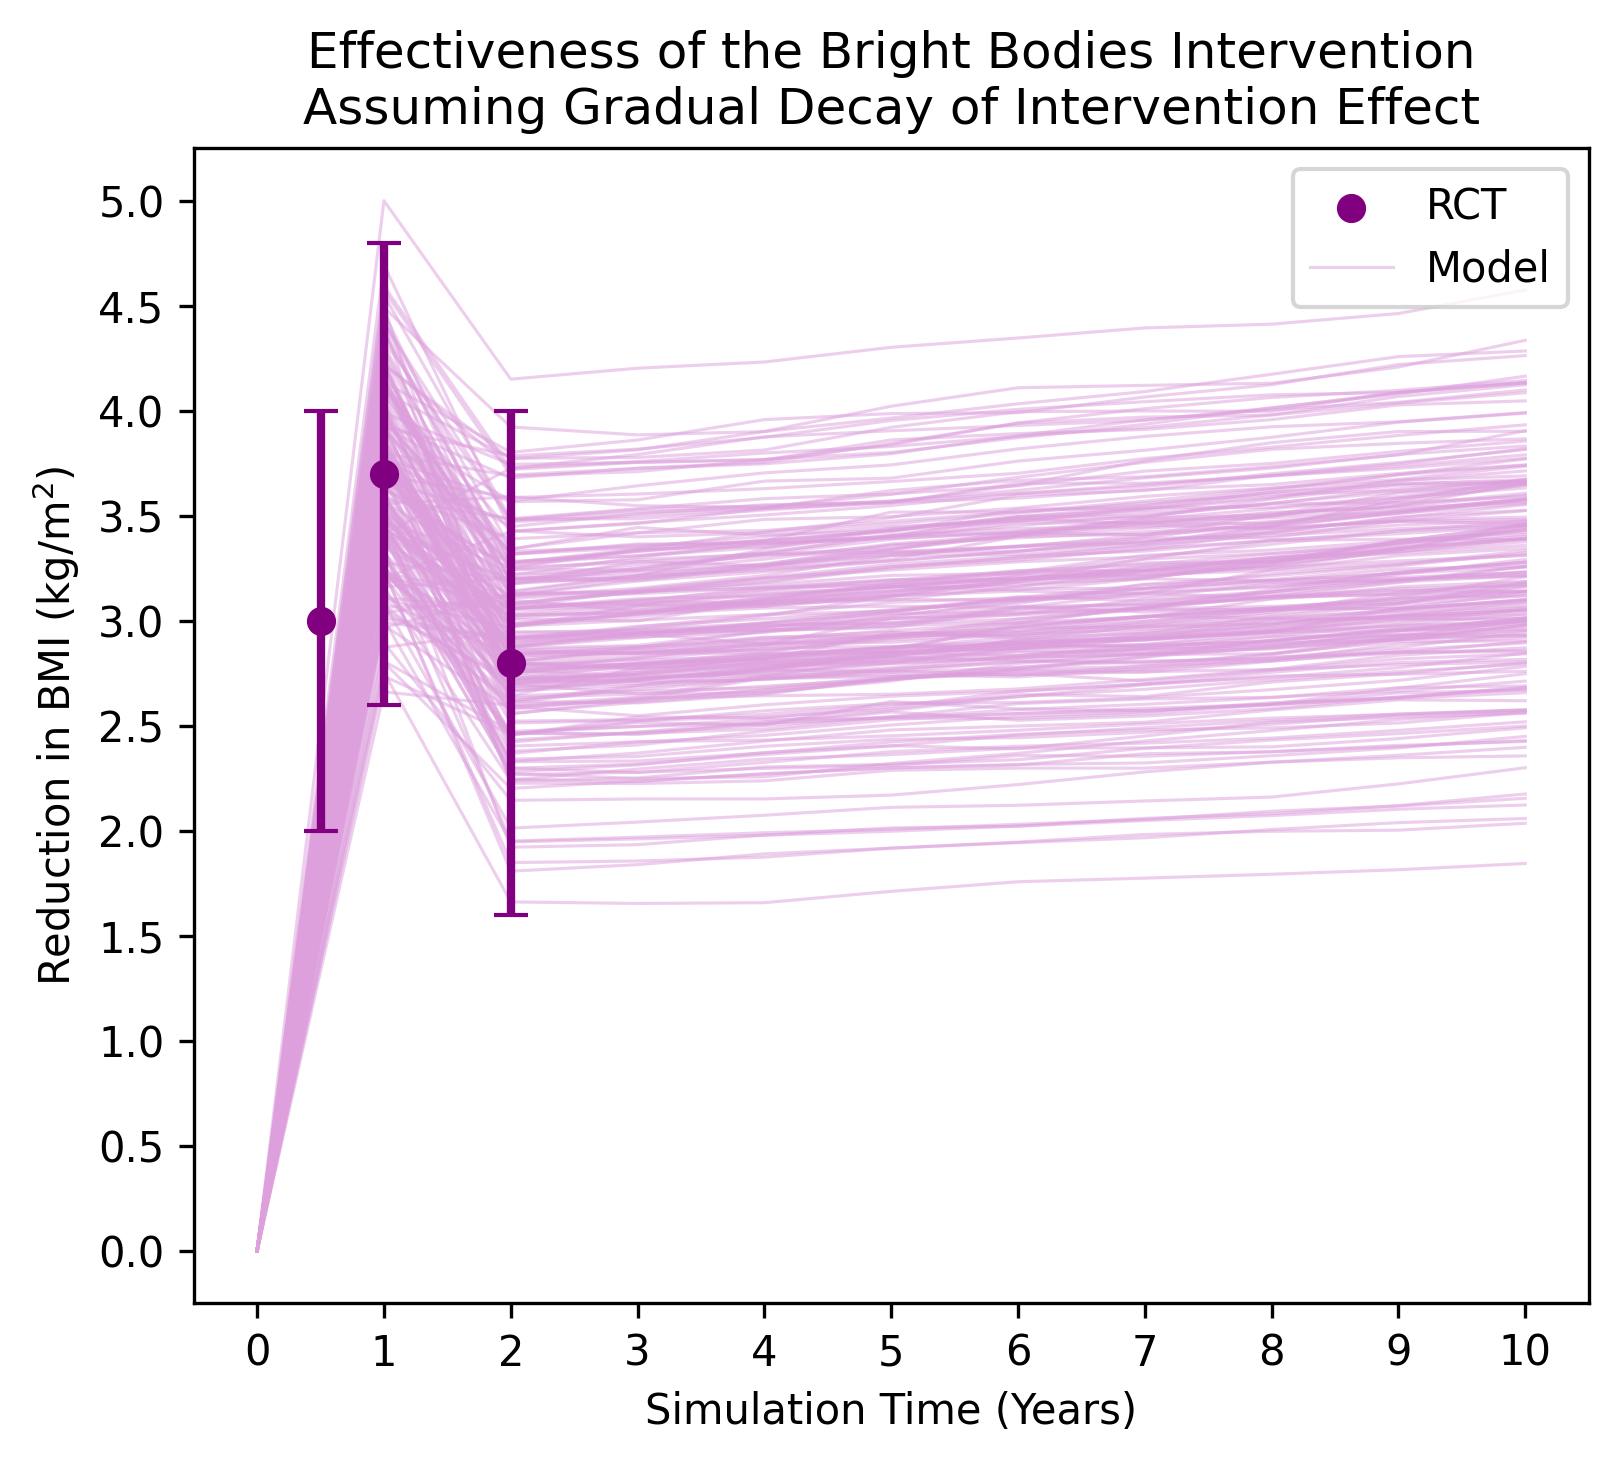 Effectiveness of the Bright Bodies Intervention
Assuming Gradual Decay of Intervention Effect
RCT
Model
Reduction in BMI (kg/m²)
5.0
4.5
4.0
3.5
3.0
2.5
2.0
1.5
1.0
0.5
0.0
0 1 2 3 4 5 6 7 8 9 10
Simulation Time (Years)